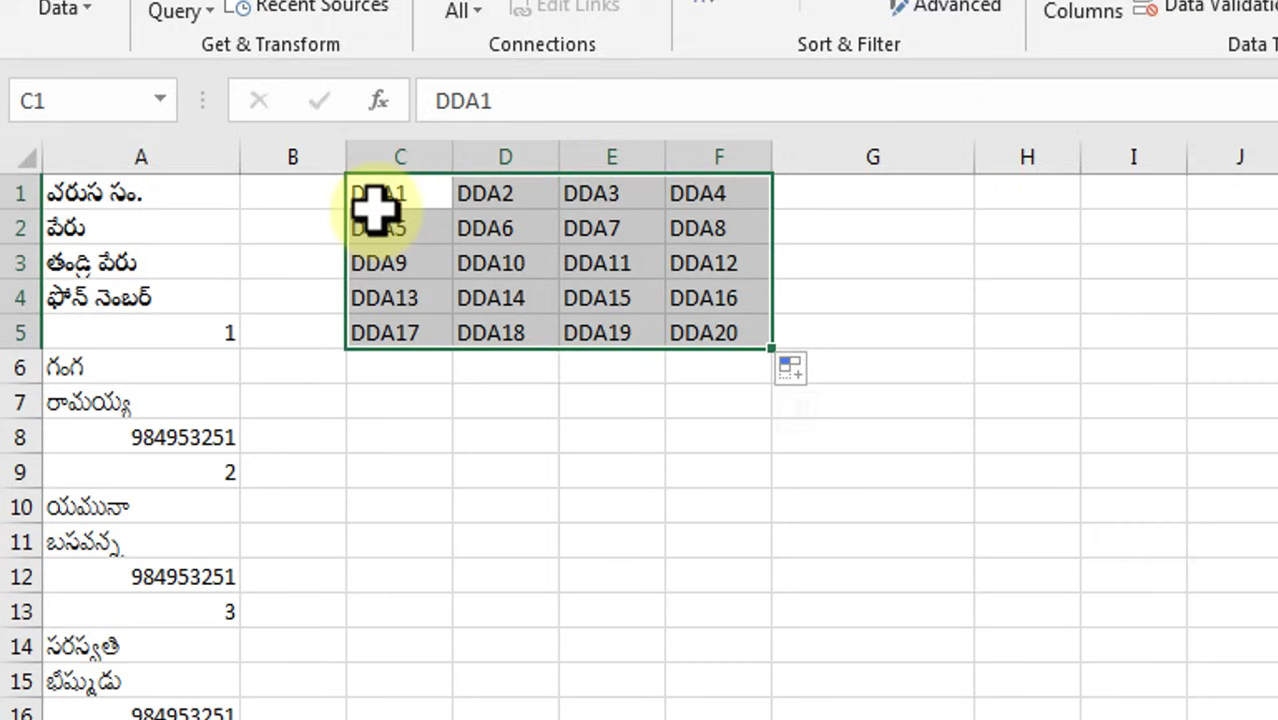 Data Query Recent Sources All Edit Links Advanced Columns Data
Get & Transform Connections Sort & Filter Data
C1 fx DDA1
A B C D E F G H I J
1 వరుస సం. DDA1 DDA2 DDA3 DDA4
2 పేరు DDA5 DDA6 DDA7 DDA8
3 తండ్రి పేరు DDA9 DDA10 DDA11 DDA12
4 ఫోన్ నెంబర్ DDA13 DDA14 DDA15 DDA16
5 1 DDA17 DDA18 DDA19 DDA20
6 గంగ
7 రామయ్య
8 984953251
9 2
10 యమునా
11 బసవన్న
12 984953251
13 3
14 సరస్వతి
15 భీష్ముడు
16 984953251